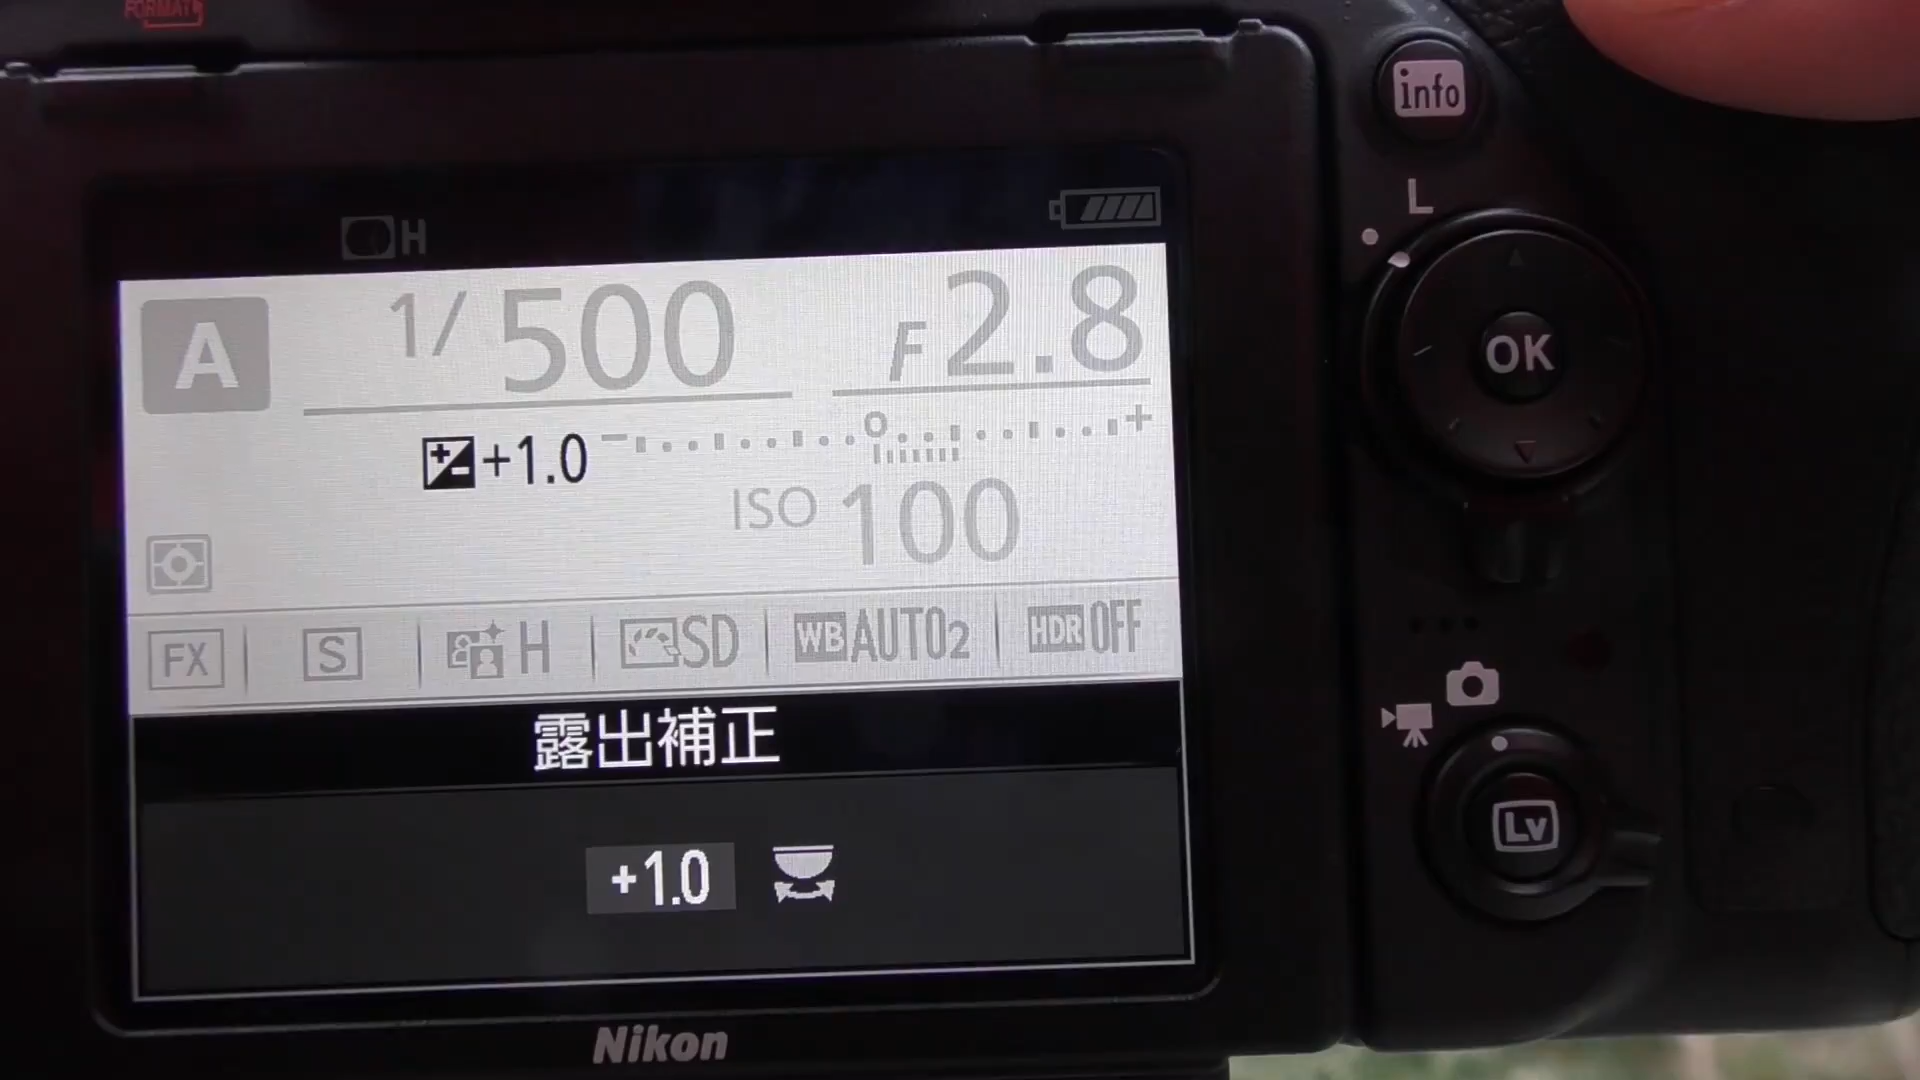 FORMAT
info
H
L
A 1/500 F2.8
+1.0 - 0 +
ISO 100
OK
FX S H SD WB AUTO2 HDR OFF
露出補正
+1.0
Lv
Nikon